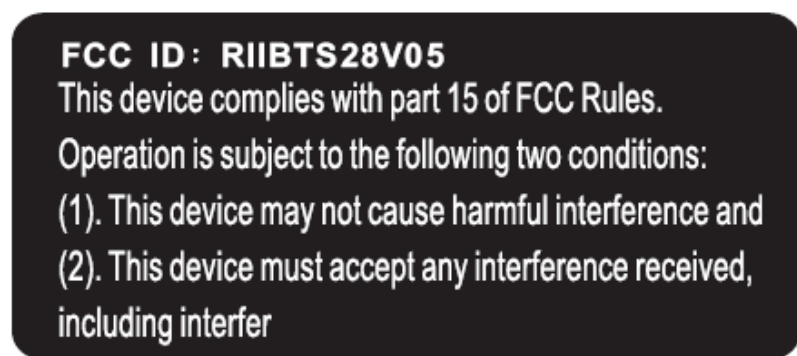 FCC ID: RIIBTS28V05
This device complies with part 15 of FCC Rules.
Operation is subject to the following two conditions:
(1). This device may not cause harmful interference and
(2). This device must accept any interference received,
including interfer